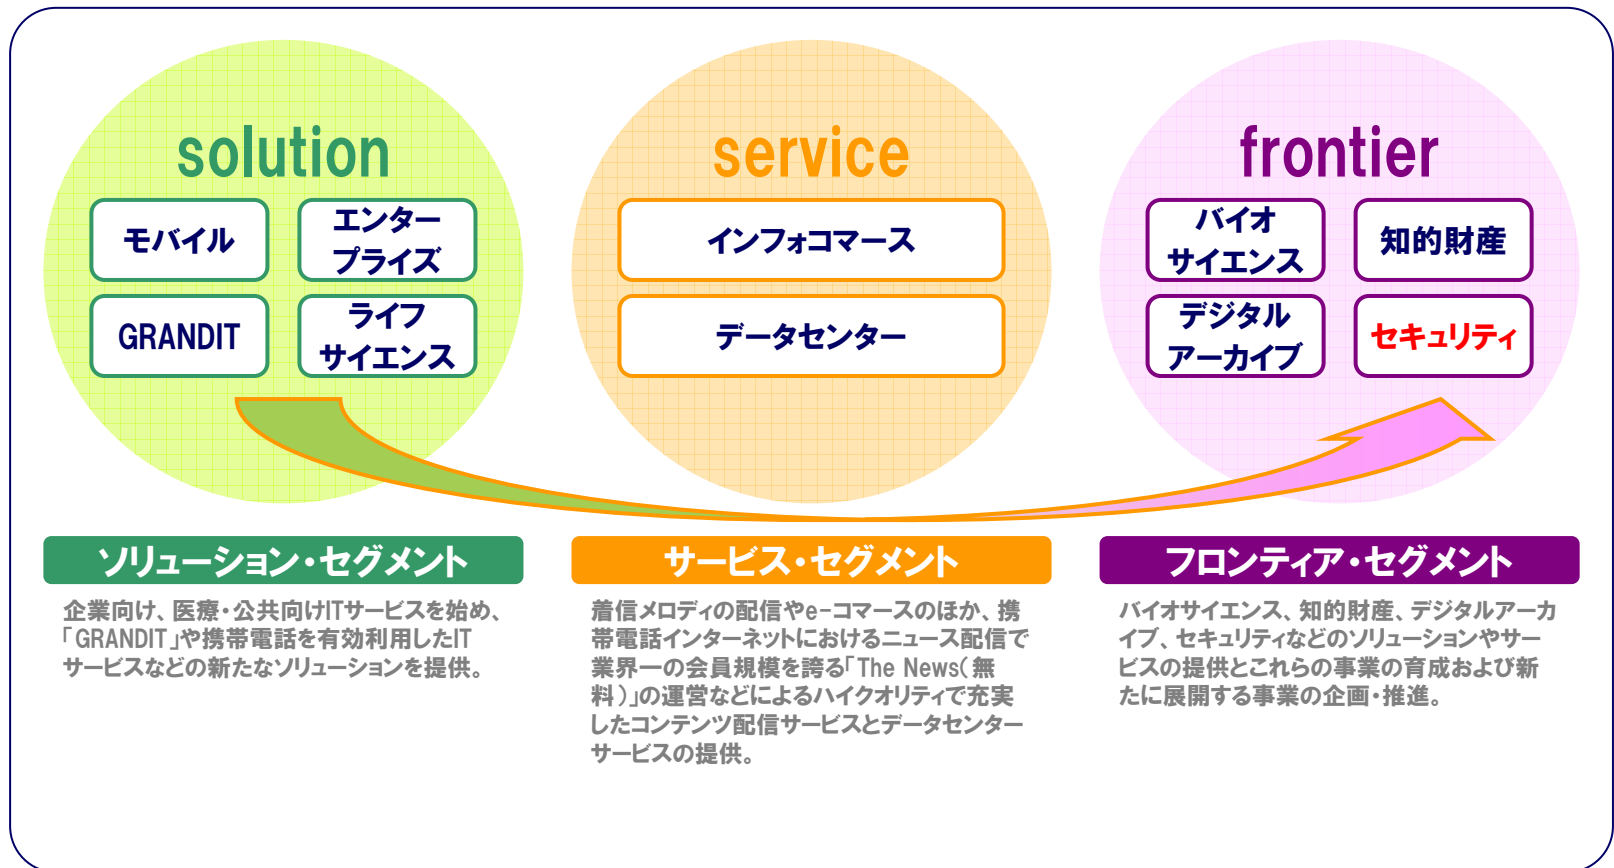 solution
モバイル
エンター
プライズ
GRANDIT
ライフ
サイエンス
service
インフォコマース
データセンター
frontier
バイオ
サイエンス
知的財産
デジタル
アーカイブ
セキュリティ
ソリューション・セグメント
企業向け、医療・公共向けITサービスを始め、
「GRANDIT」や携帯電話を有効利用したIT
サービスなどの新たなソリューションを提供。
サービス・セグメント
着信メロディの配信やe-コマースのほか、携
帯電話インターネットにおけるニュース配信で
業界一の会員規模を誇る「The News（無
料）」の運営などによるハイクオリティで充実
したコンテンツ配信サービスとデータセンター
サービスの提供。
フロンティア・セグメント
バイオサイエンス、知的財産、デジタルアーカ
イブ、セキュリティなどのソリューションやサー
ビスの提供とこれらの事業の育成および新
たに展開する事業の企画・推進。